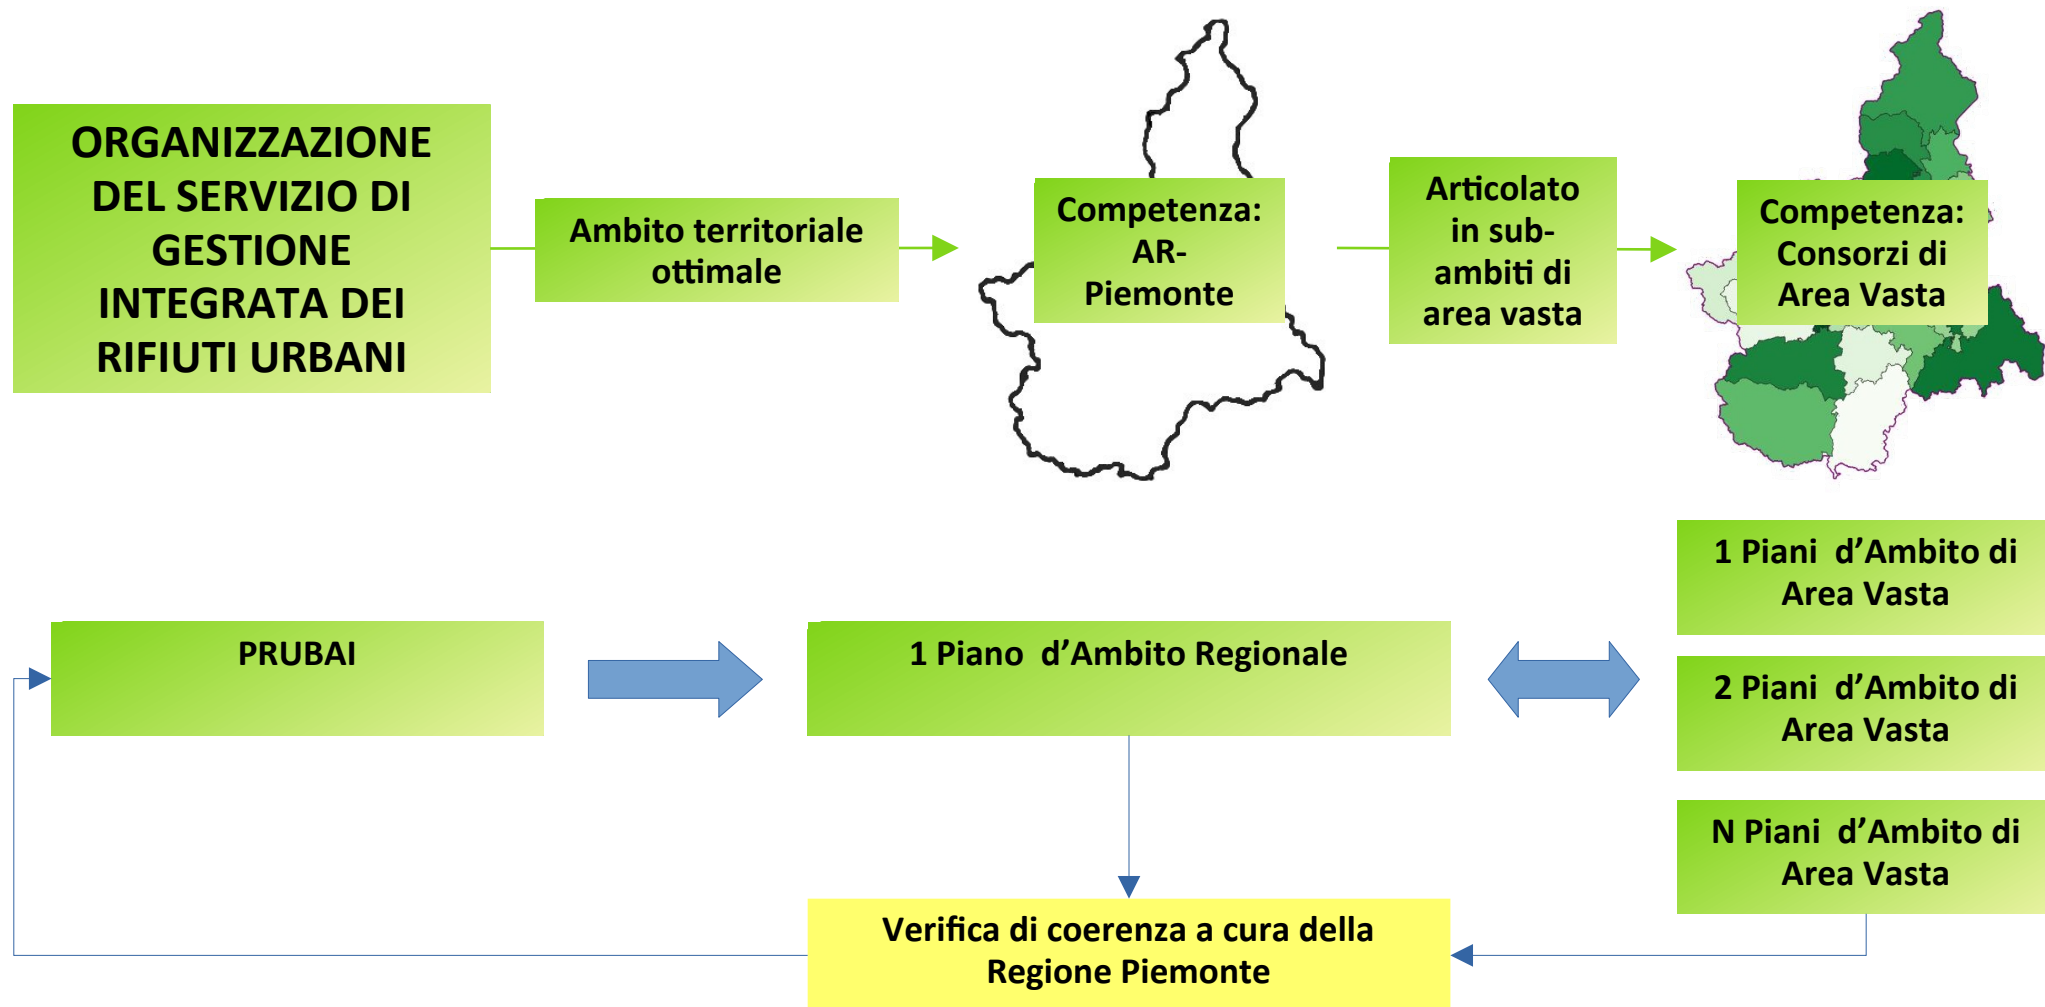 ORGANIZZAZIONE
DEL SERVIZIO DI
GESTIONE
INTEGRATA DEI
RIFIUTI URBANI
Ambito territoriale
ottimale
Competenza:
AR-
Piemonte
Articolato
in sub-
ambiti di
area vasta
Competenza:
Consorzi di
Area Vasta
PRUBAI
1 Piano  d’Ambito Regionale
1 Piani  d’Ambito di
Area Vasta
2 Piani  d’Ambito di
Area Vasta
N Piani  d’Ambito di
Area Vasta
Verifica di coerenza a cura della
Regione Piemonte